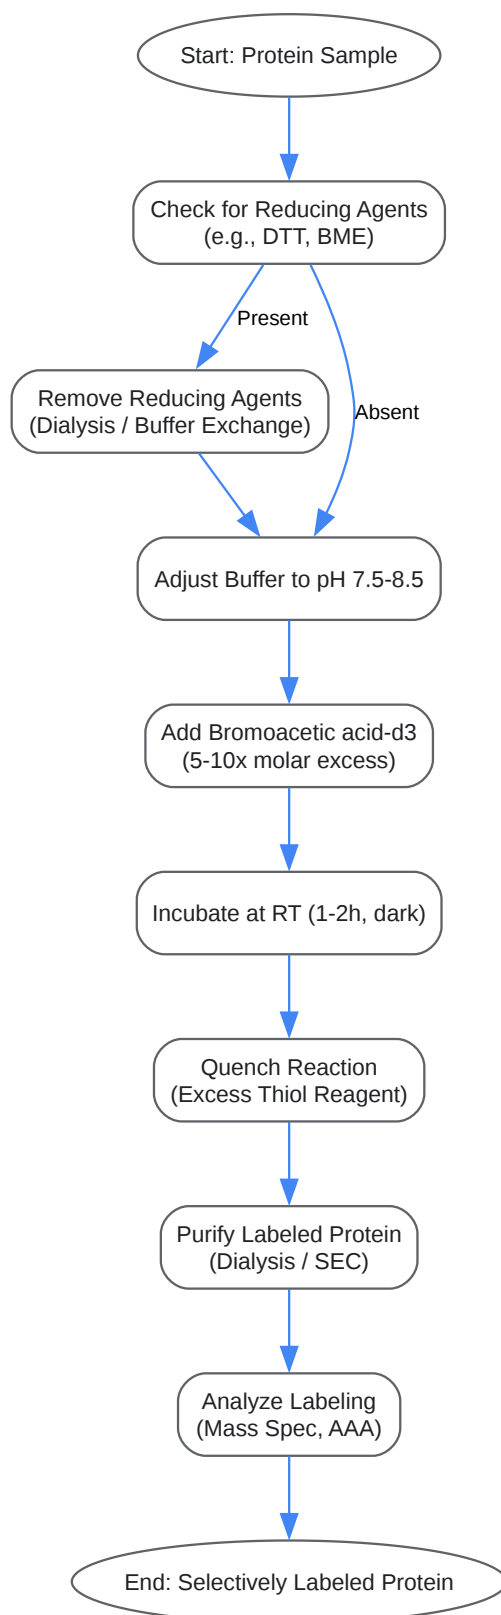 Start: Protein Sample
Check for Reducing Agents
(e.g., DTT, BME)
Present
Remove Reducing Agents
(Dialysis / Buffer Exchange)
Absent
Adjust Buffer to pH 7.5-8.5
Add Bromoacetic acid-d3
(5-10x molar excess)
Incubate at RT (1-2h, dark)
Quench Reaction
(Excess Thiol Reagent)
Purify Labeled Protein
(Dialysis / SEC)
Analyze Labeling
(Mass Spec, AAA)
End: Selectively Labeled Protein